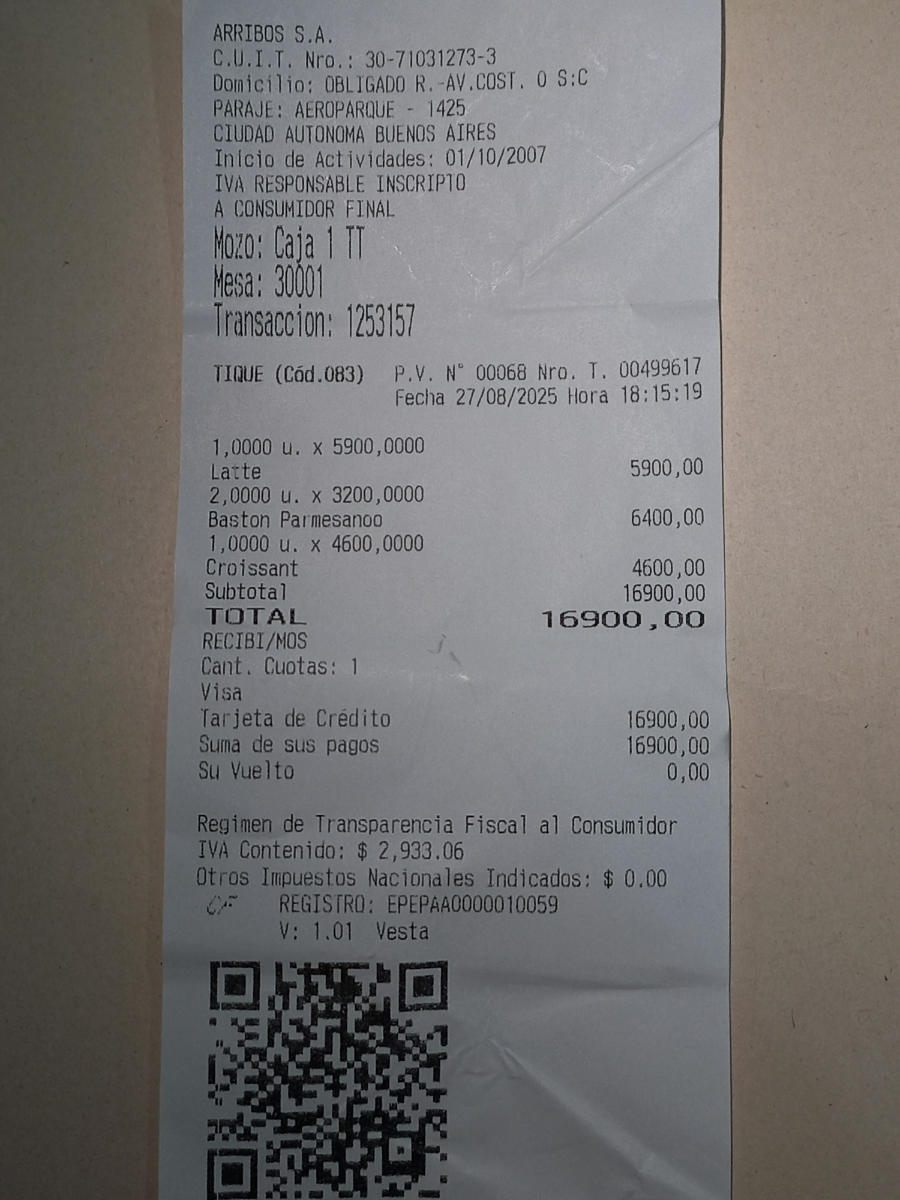 ARRIBOS S.A.
C.U.I.T. Nro.: 30-71031273-3
Domicilio: OBLIGADO R.-AV.COST. 0 S:C
PARAJE: AEROPARQUE - 1425
CIUDAD AUTONOMA BUENOS AIRES
Inicio de Actividades: 01/10/2007
IVA RESPONSABLE INSCRIPTO
A CONSUMIDOR FINAL
Mozo: Caja 1 TT
Mesa: 30001
Transaccion: 1253157
TIQUE (Cód.083) P.V. N° 00068 Nro. T. 00499617
Fecha 27/08/2025 Hora 18:15:19
1,0000 u. x 5900,0000
Latte 5900,00
2,0000 u. x 3200,0000
Baston Parmesanoo 6400,00
1,0000 u. x 4600,0000
Croissant 4600,00
Subtotal 16900,00
TOTAL 16900,00
RECIBI/MOS
Cant. Cuotas: 1
Visa
Tarjeta de Crédito 16900,00
Suma de sus pagos 16900,00
Su Vuelto 0,00
Regimen de Transparencia Fiscal al Consumidor
IVA Contenido: $ 2,933.06
Otros Impuestos Nacionales Indicados: $ 0.00
CF REGISTRO: EPEPAA0000010059
V: 1.01 Vesta